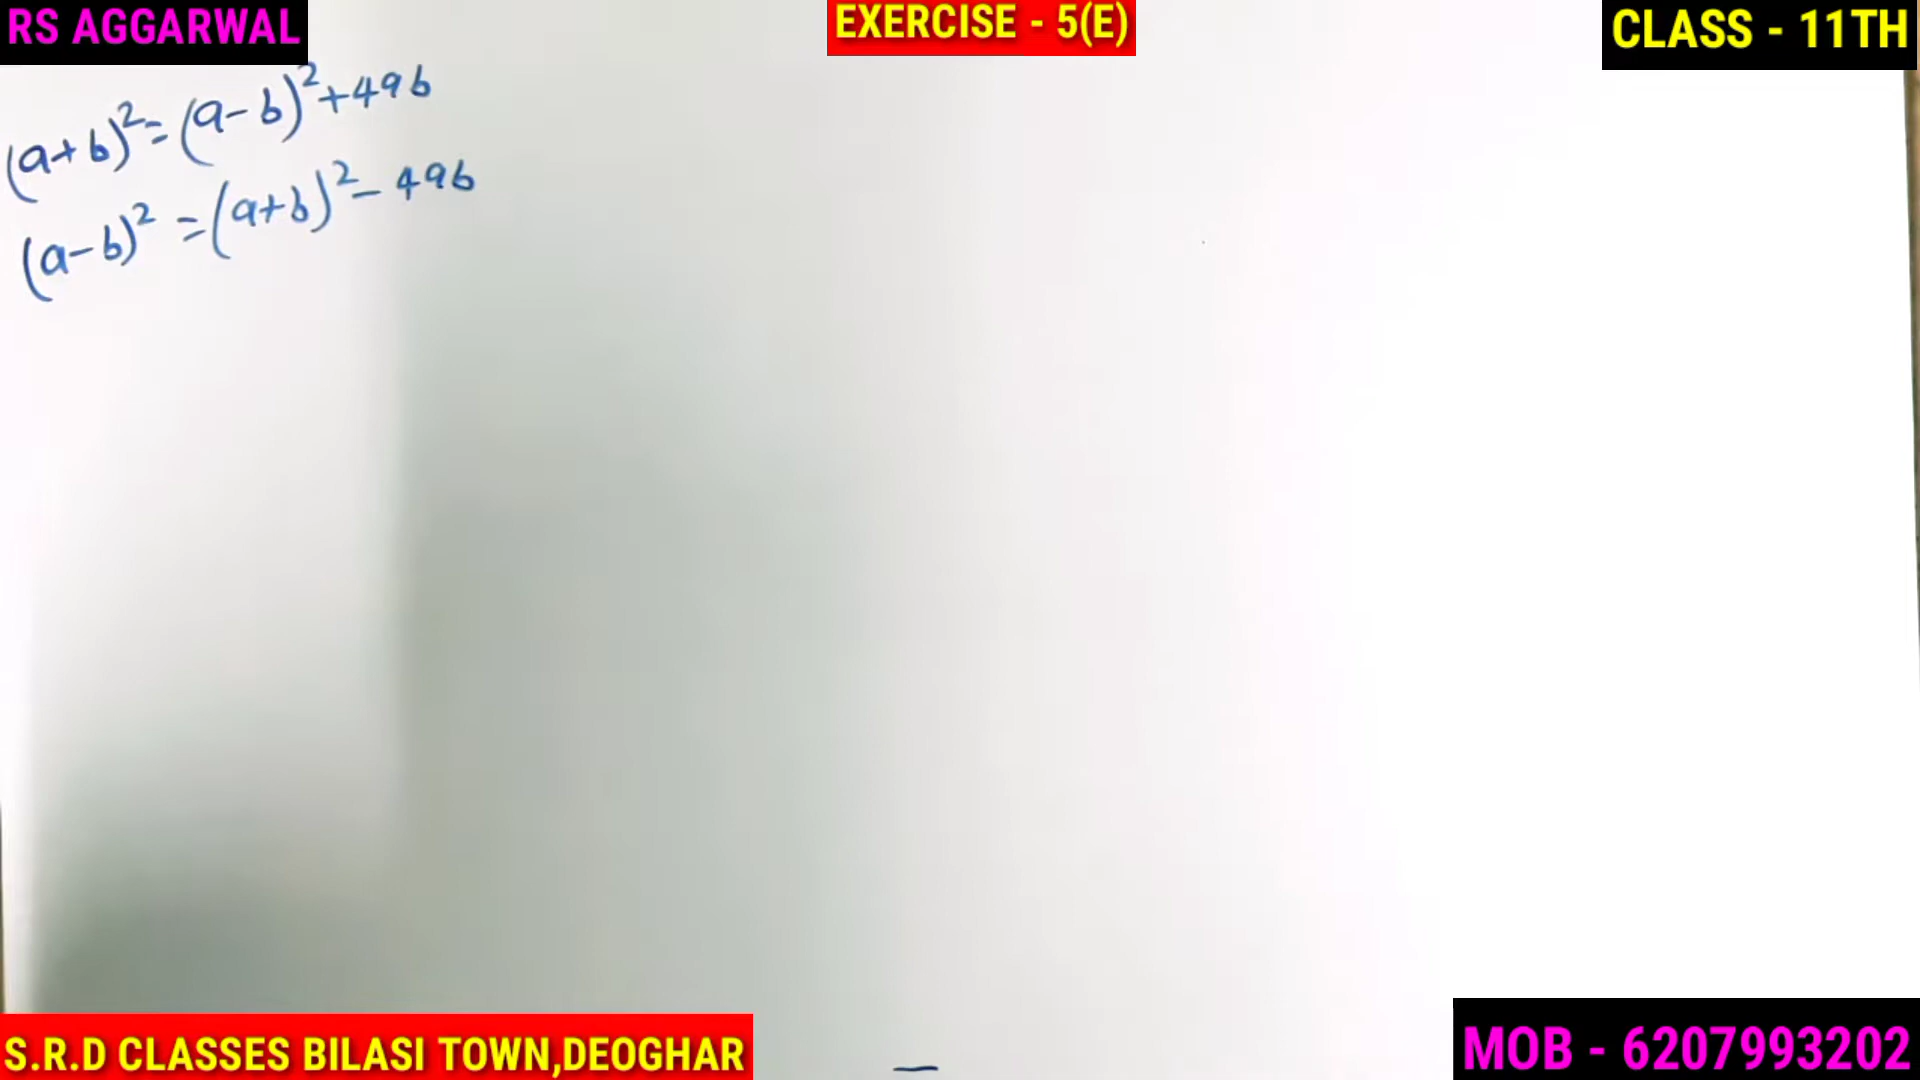 RS AGGARWAL
EXERCISE - 5(E)
CLASS - 11TH
(a+b)²=(a-b)²+4ab
(a-b)²=(a+b)²-4ab
S.R.D CLASSES BILASI TOWN,DEOGHAR
MOB - 6207993202